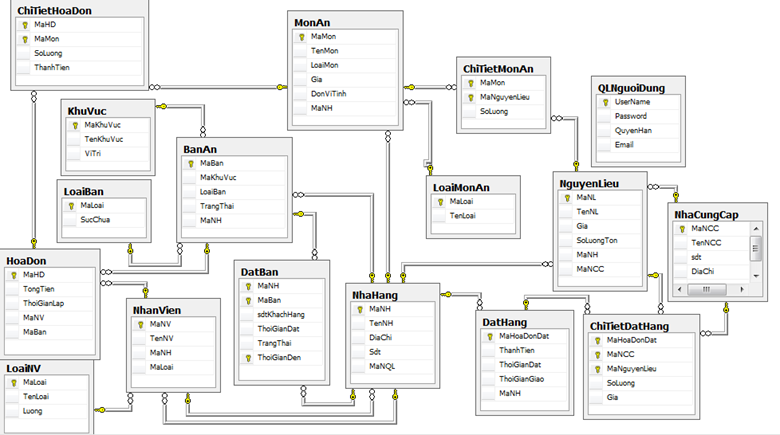 ChiTietHoaDon
MaHD
MaMon
SoLuong
ThanhTien
MonAn
MaMon
TenMon
LoaiMon
Gia
DonViTinh
MaNH
ChiTietMonAn
MaMon
MaNguyenLieu
SoLuong
QLNguoiDung
UserName
Password
QuyenHan
Email
KhuVuc
MaKhuVuc
TenKhuVuc
ViTri
BanAn
MaBan
MaKhuVuc
LoaiBan
TrangThai
MaNH
LoaiBan
MaLoai
SucChua
LoaiMonAn
MaLoai
TenLoai
NguyenLieu
MaNL
TenNL
Gia
SoLuongTon
MaNH
MaNCC
NhaCungCap
MaNCC
TenNCC
sdt
DiaChi
HoaDon
MaHD
TongTien
ThoiGianLap
MaNV
MaBan
NhanVien
MaNV
TenNV
MaNH
MaLoai
DatBan
MaNH
MaBan
sdtKhachHang
ThoiGianDat
TrangThai
ThoiGianDen
NhaHang
MaNH
TenNH
DiaChi
Sdt
MaNQL
DatHang
MaHoaDonDat
ThanhTien
ThoiGianDat
ThoiGianGiao
MaNH
ChiTietDatHang
MaHoaDonDat
MaNCC
MaNguyenLieu
SoLuong
Gia
LoaiNV
MaLoai
TenLoai
Luong